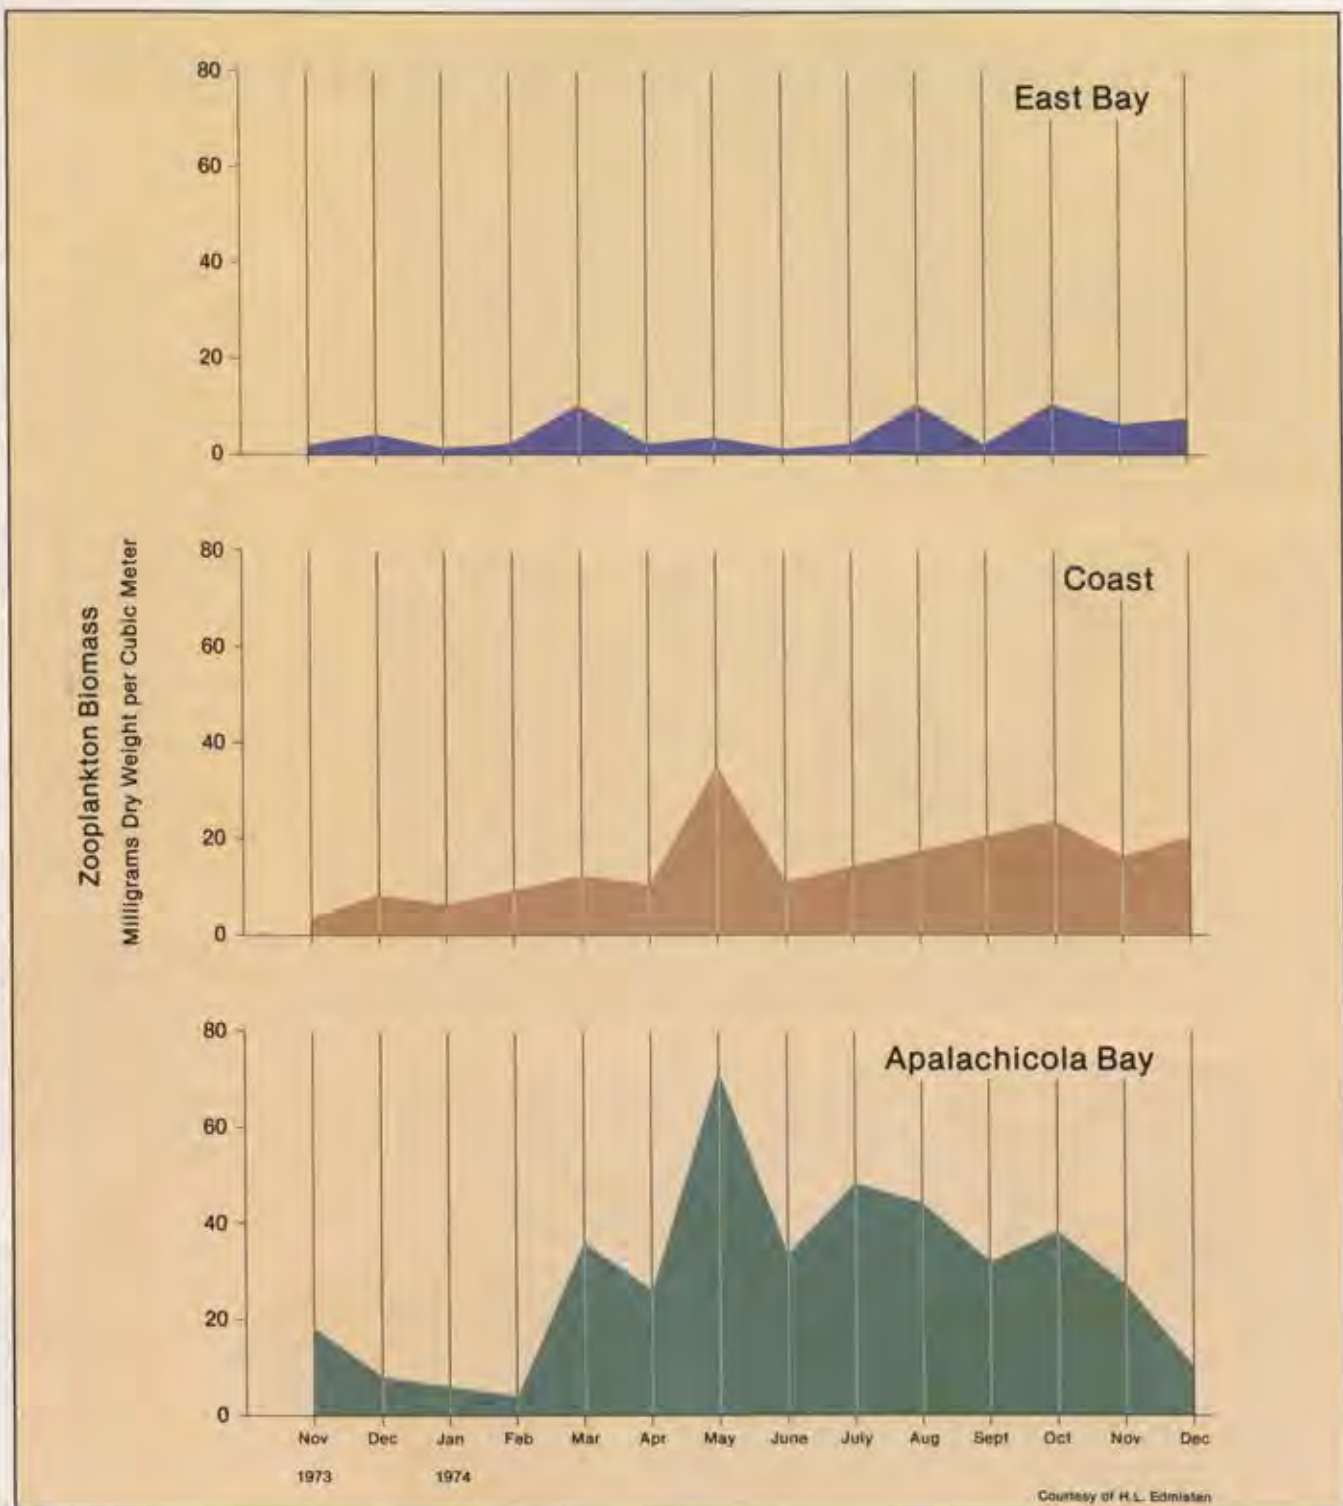 East Bay
80
60
40
20
0
Zooplankton Biomass
Milligrams Dry Weight per Cubic Meter
Coast
80
60
40
20
0
Apalachicola Bay
80
60
40
20
0
Nov Dec Jan Feb Mar Apr May June July Aug Sept Oct Nov Dec
1973 1974
Courtesy of H.L. Edmisten